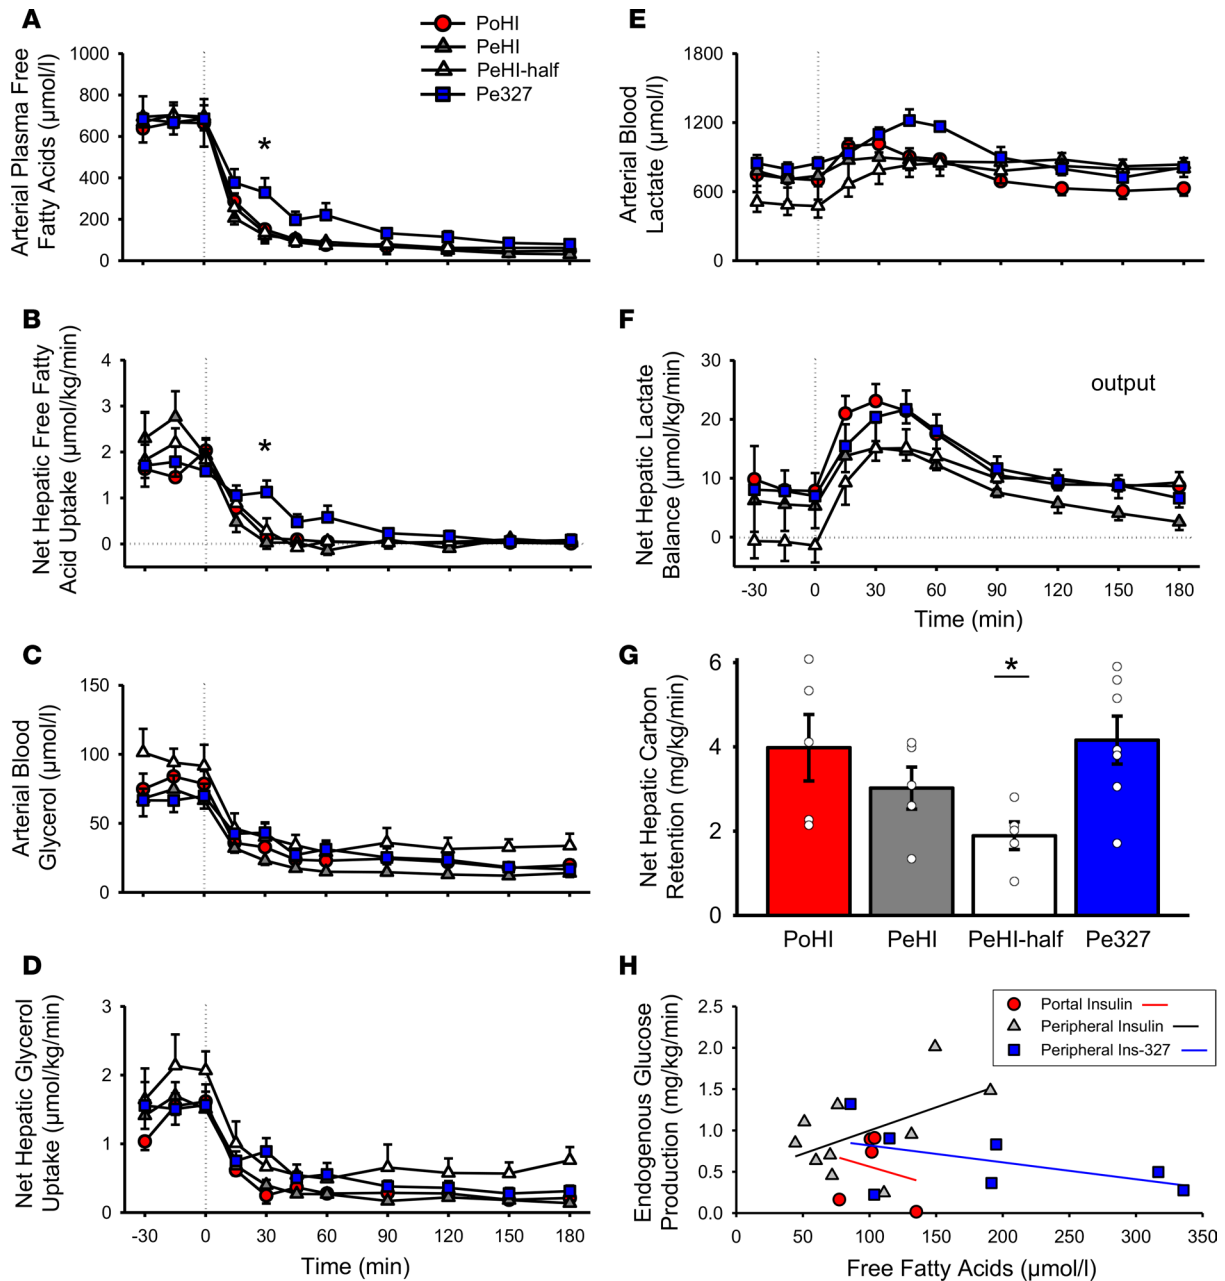 A
PoHI
PeHI
PeHI-half
Pe327
Arterial Plasma Free
Fatty Acids (µmol/l)
1000
800
600
400
200
0
*
B
Net Hepatic Free Fatty
Acid Uptake (µmol/kg/min)
4
3
2
1
0
*
C
Arterial Blood
Glycerol (µmol/l)
150
100
50
0
D
Net Hepatic Glycerol
Uptake (µmol/kg/min)
3
2
1
0
-30 0 30 60 90 120 150 180
Time (min)
E
Arterial Blood
Lactate (µmol/l)
1800
1200
600
0
F
Net Hepatic Lactate
Balance (µmol/kg/min)
30
20
10
0
output
-30 0 30 60 90 120 150 180
Time (min)
G
Net Hepatic Carbon
Retention (mg/kg/min)
6
4
2
0
*
PoHI PeHI PeHI-half Pe327
H
Endogenous Glucose
Production (mg/kg/min)
2.5
2.0
1.5
1.0
0.5
0.0
Portal Insulin
Peripheral Insulin
Peripheral Ins-327
0 50 100 150 200 250 300 350
Free Fatty Acids (µmol/l)